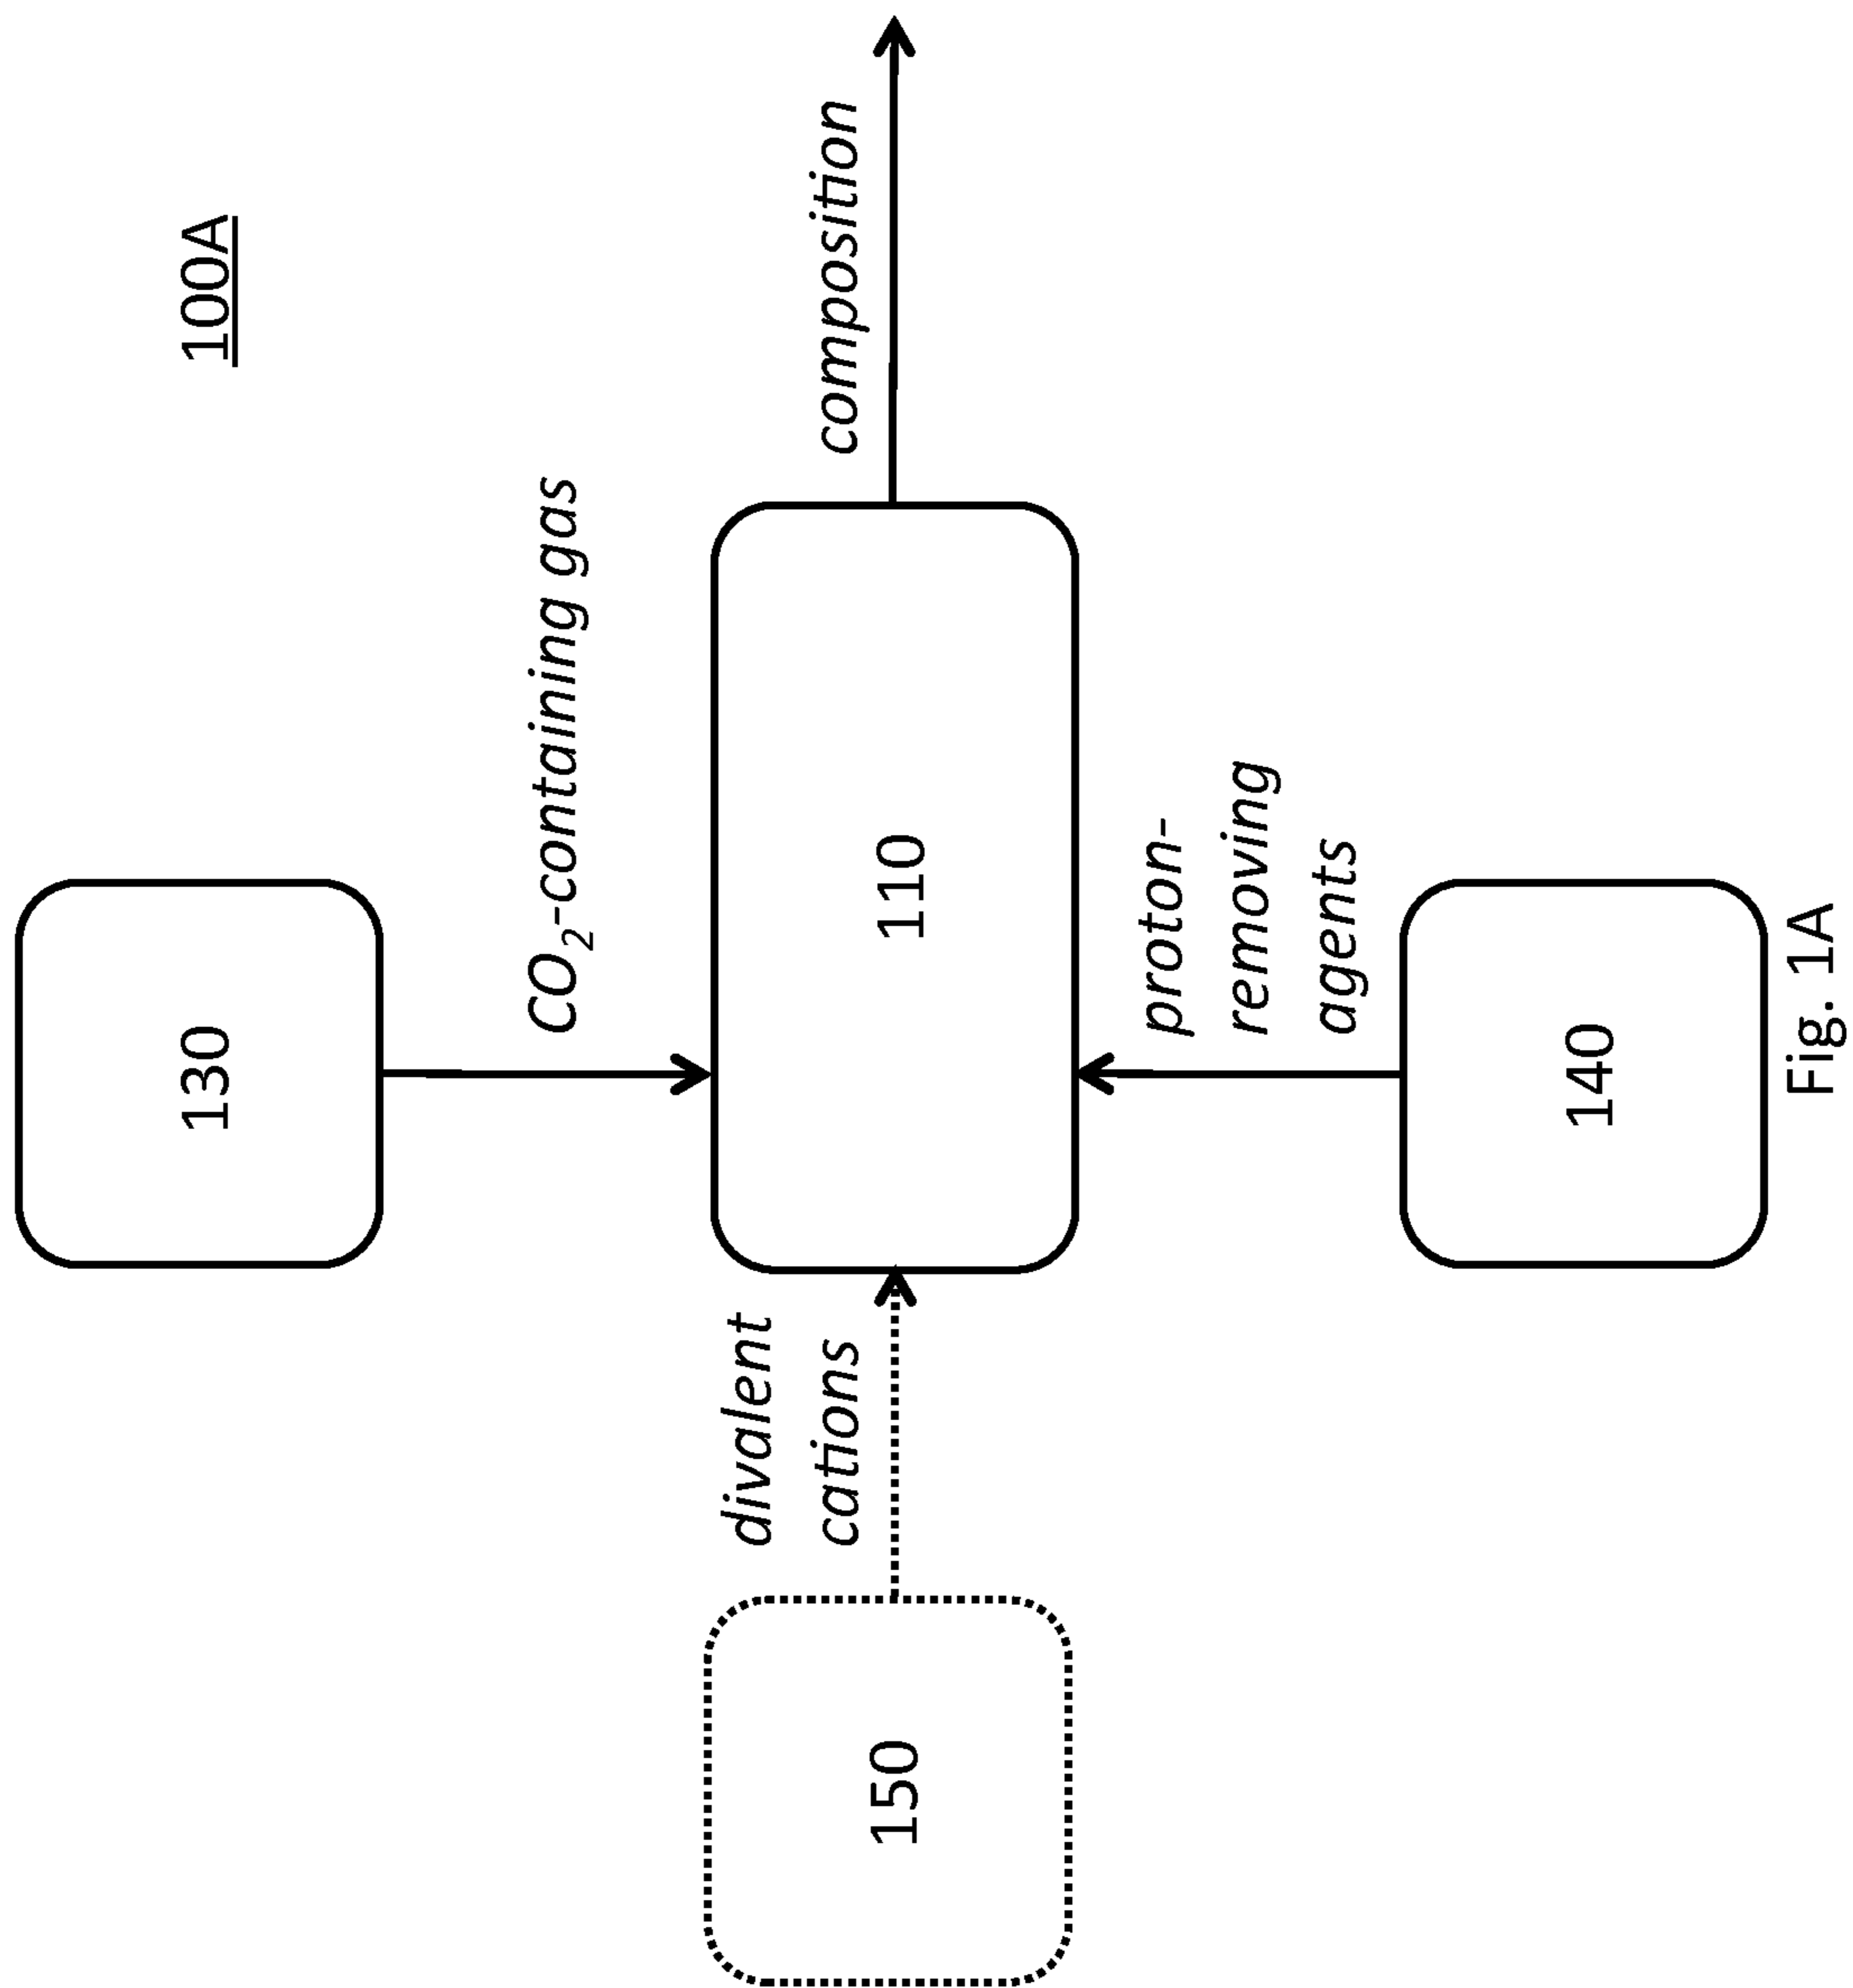 100A
130
CO2-containing gas
composition
divalent
cations
110
150
proton-
removing
agents
140
Fig. 1A